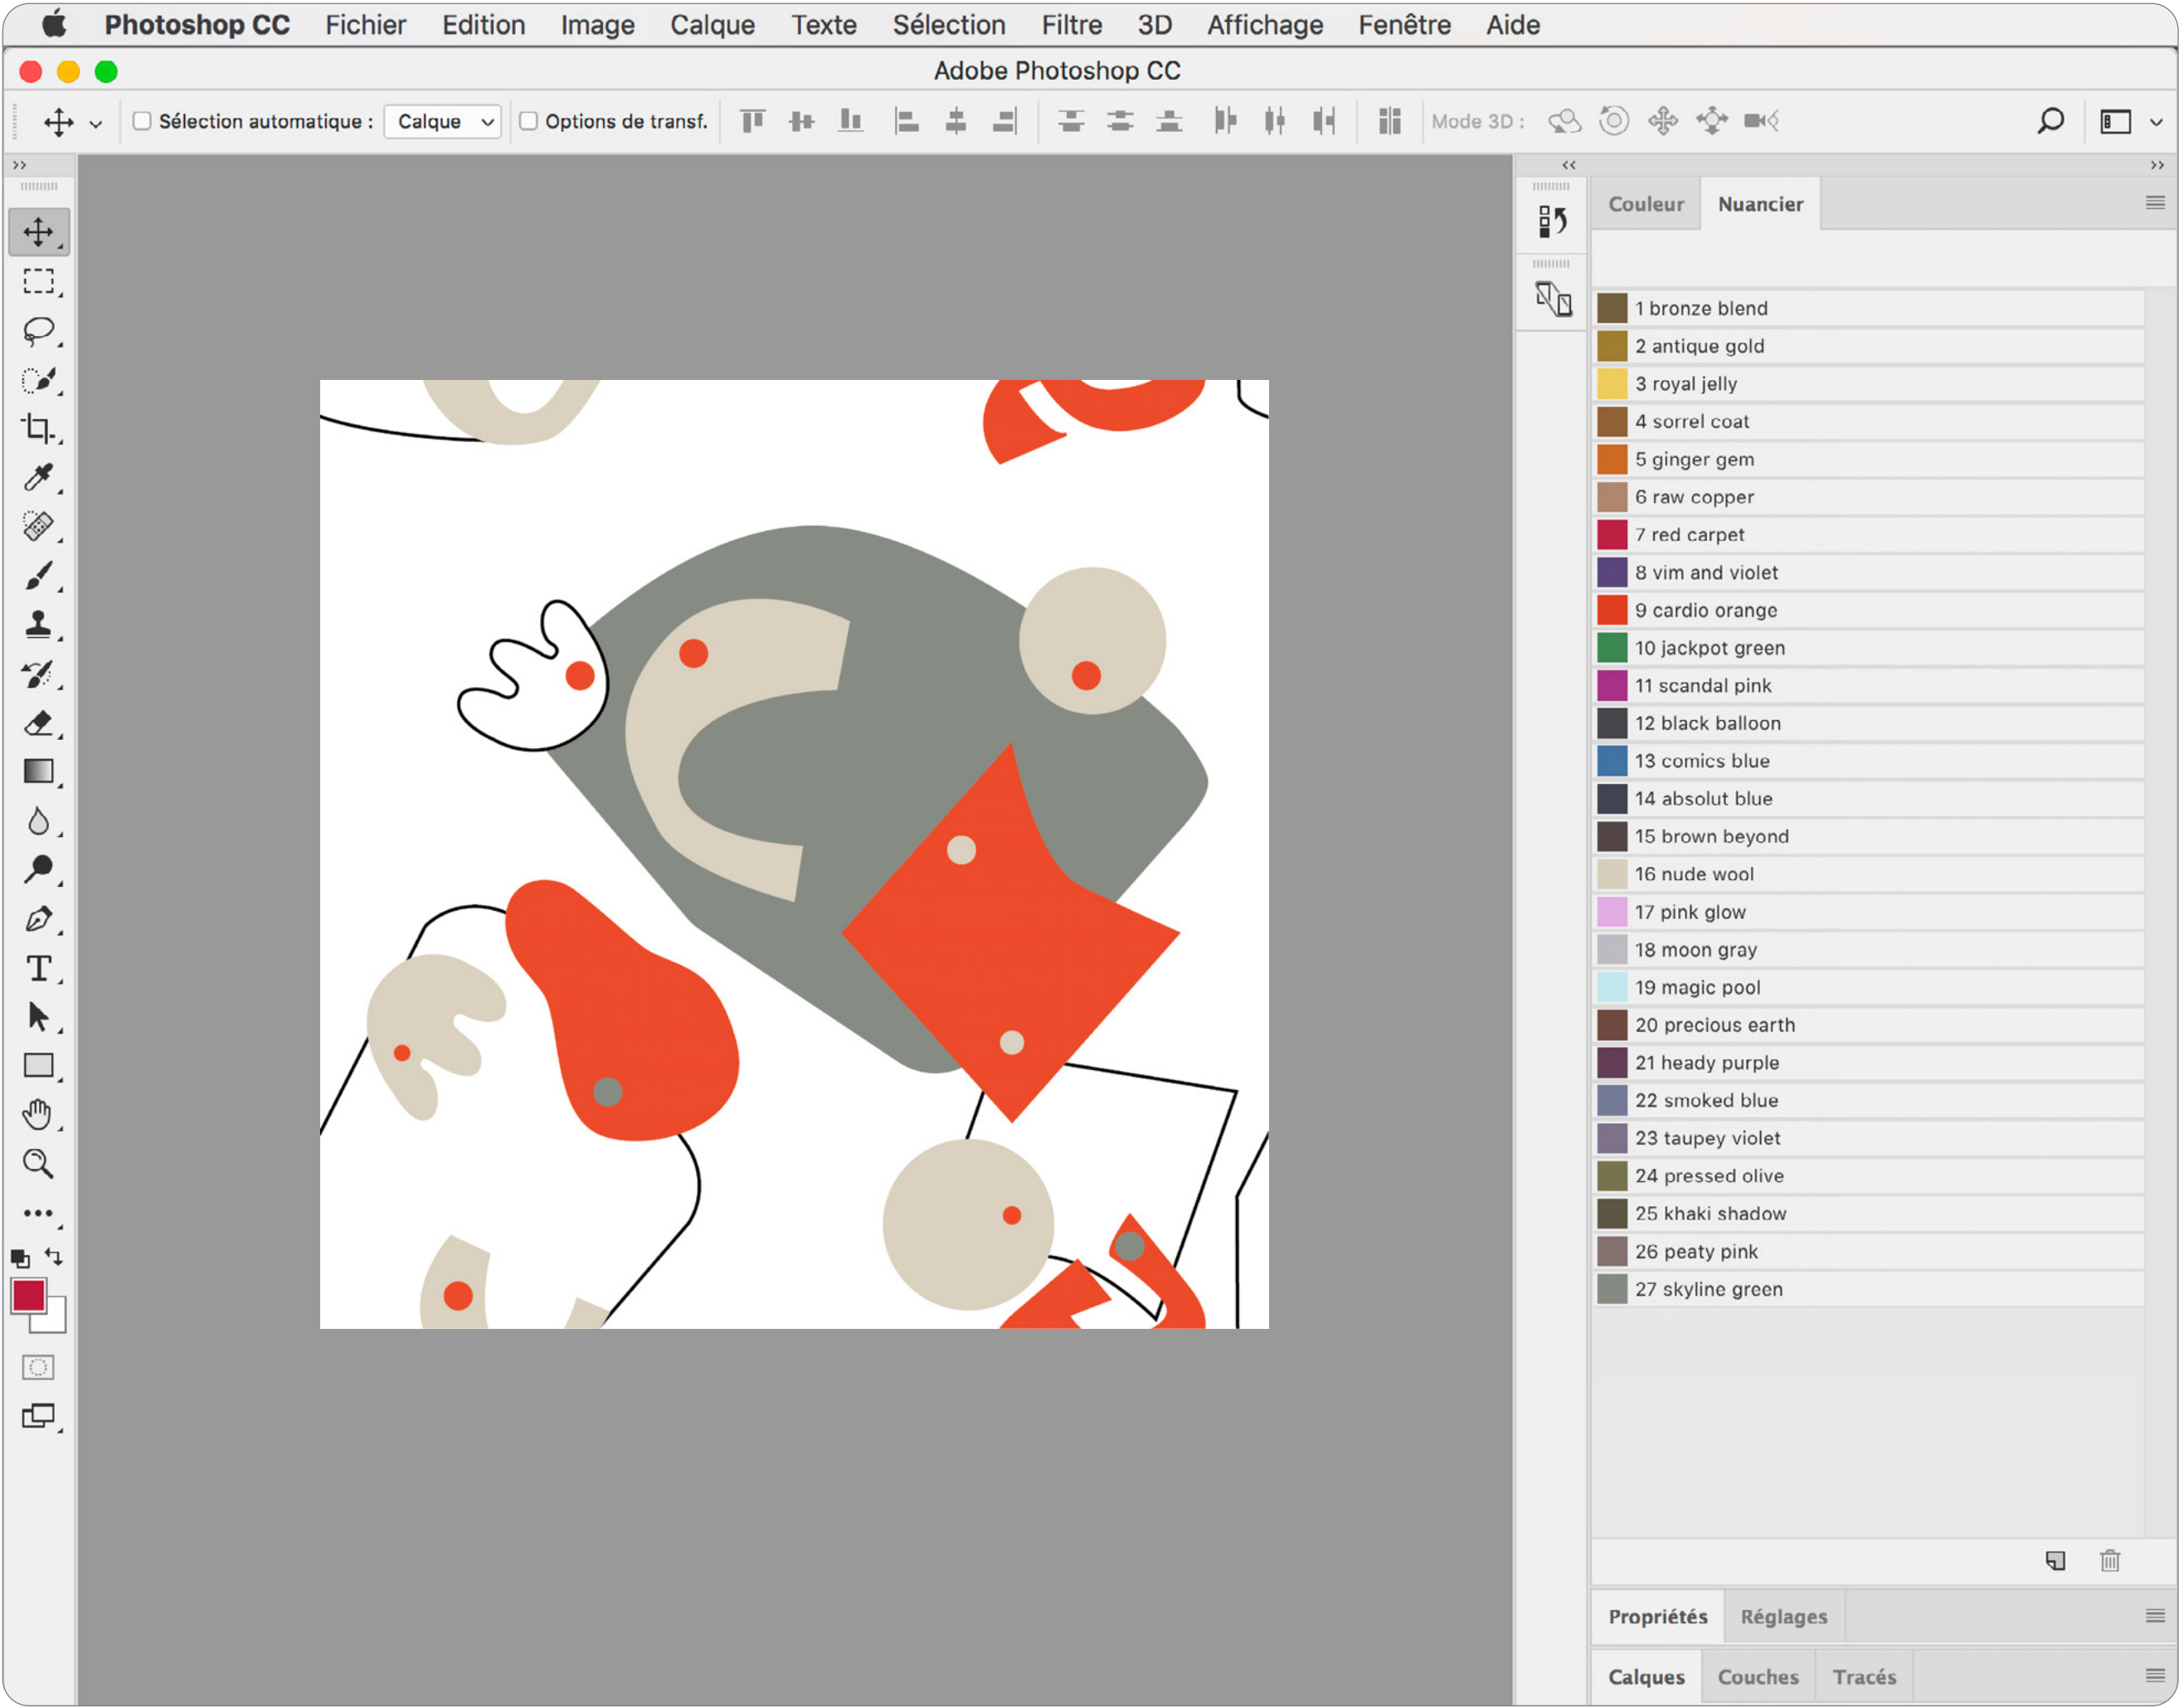 Photoshop CC Fichier Edition Image Calque Texte Sélection Filtre 3D Affichage Fenêtre Aide
Adobe Photoshop CC
Sélection automatique : Calque Options de transf. Mode 3D :
Couleur Nuancier
1 bronze blend
2 antique gold
3 royal jelly
4 sorrel coat
5 ginger gem
6 raw copper
7 red carpet
8 vim and violet
9 cardio orange
10 jackpot green
11 scandal pink
12 black balloon
13 comics blue
14 absolut blue
15 brown beyond
16 nude wool
17 pink glow
18 moon gray
19 magic pool
20 precious earth
21 heady purple
22 smoked blue
23 taupey violet
24 pressed olive
25 khaki shadow
26 peaty pink
27 skyline green
Propriétés Réglages
Calques Couches Tracés